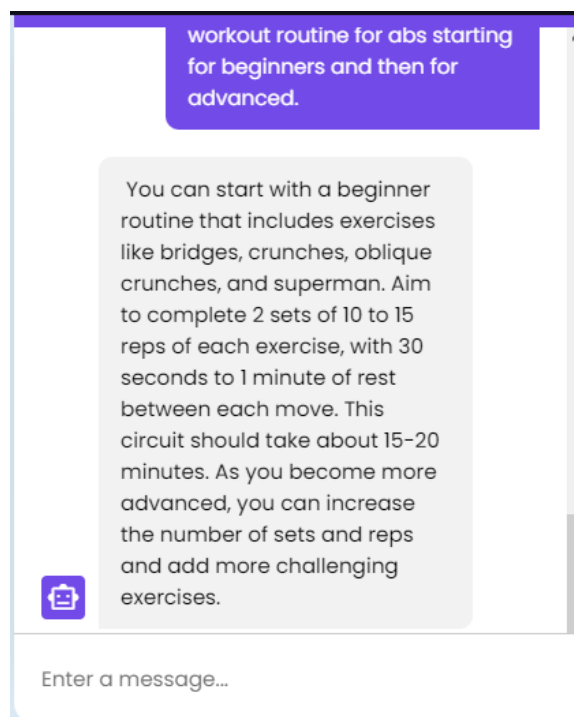 workout routine for abs starting
for beginners and then for
advanced.
You can start with a beginner
routine that includes exercises
like bridges, crunches, oblique
crunches, and superman. Aim
to complete 2 sets of 10 to 15
reps of each exercise, with 30
seconds to 1 minute of rest
between each move. This
circuit should take about 15-20
minutes. As you become more
advanced, you can increase
the number of sets and reps
and add more challenging
exercises.
Enter a message...